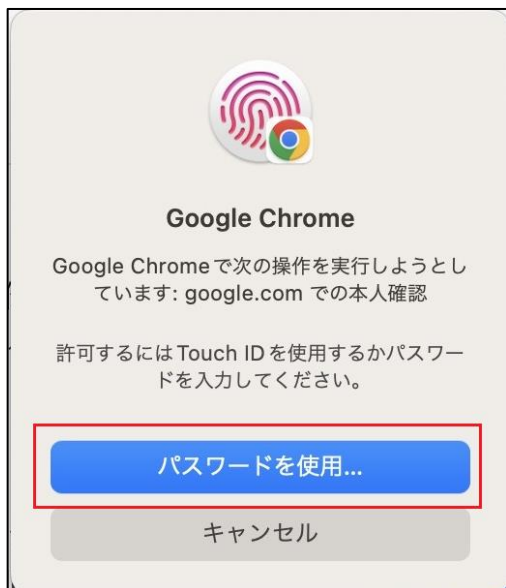 Google Chrome
Google Chromeで次の操作を実行しようとし
ています: google.com での本人確認
許可するにはTouch IDを使用するかパスワー
ドを入力してください。
パスワードを使用...
キャンセル